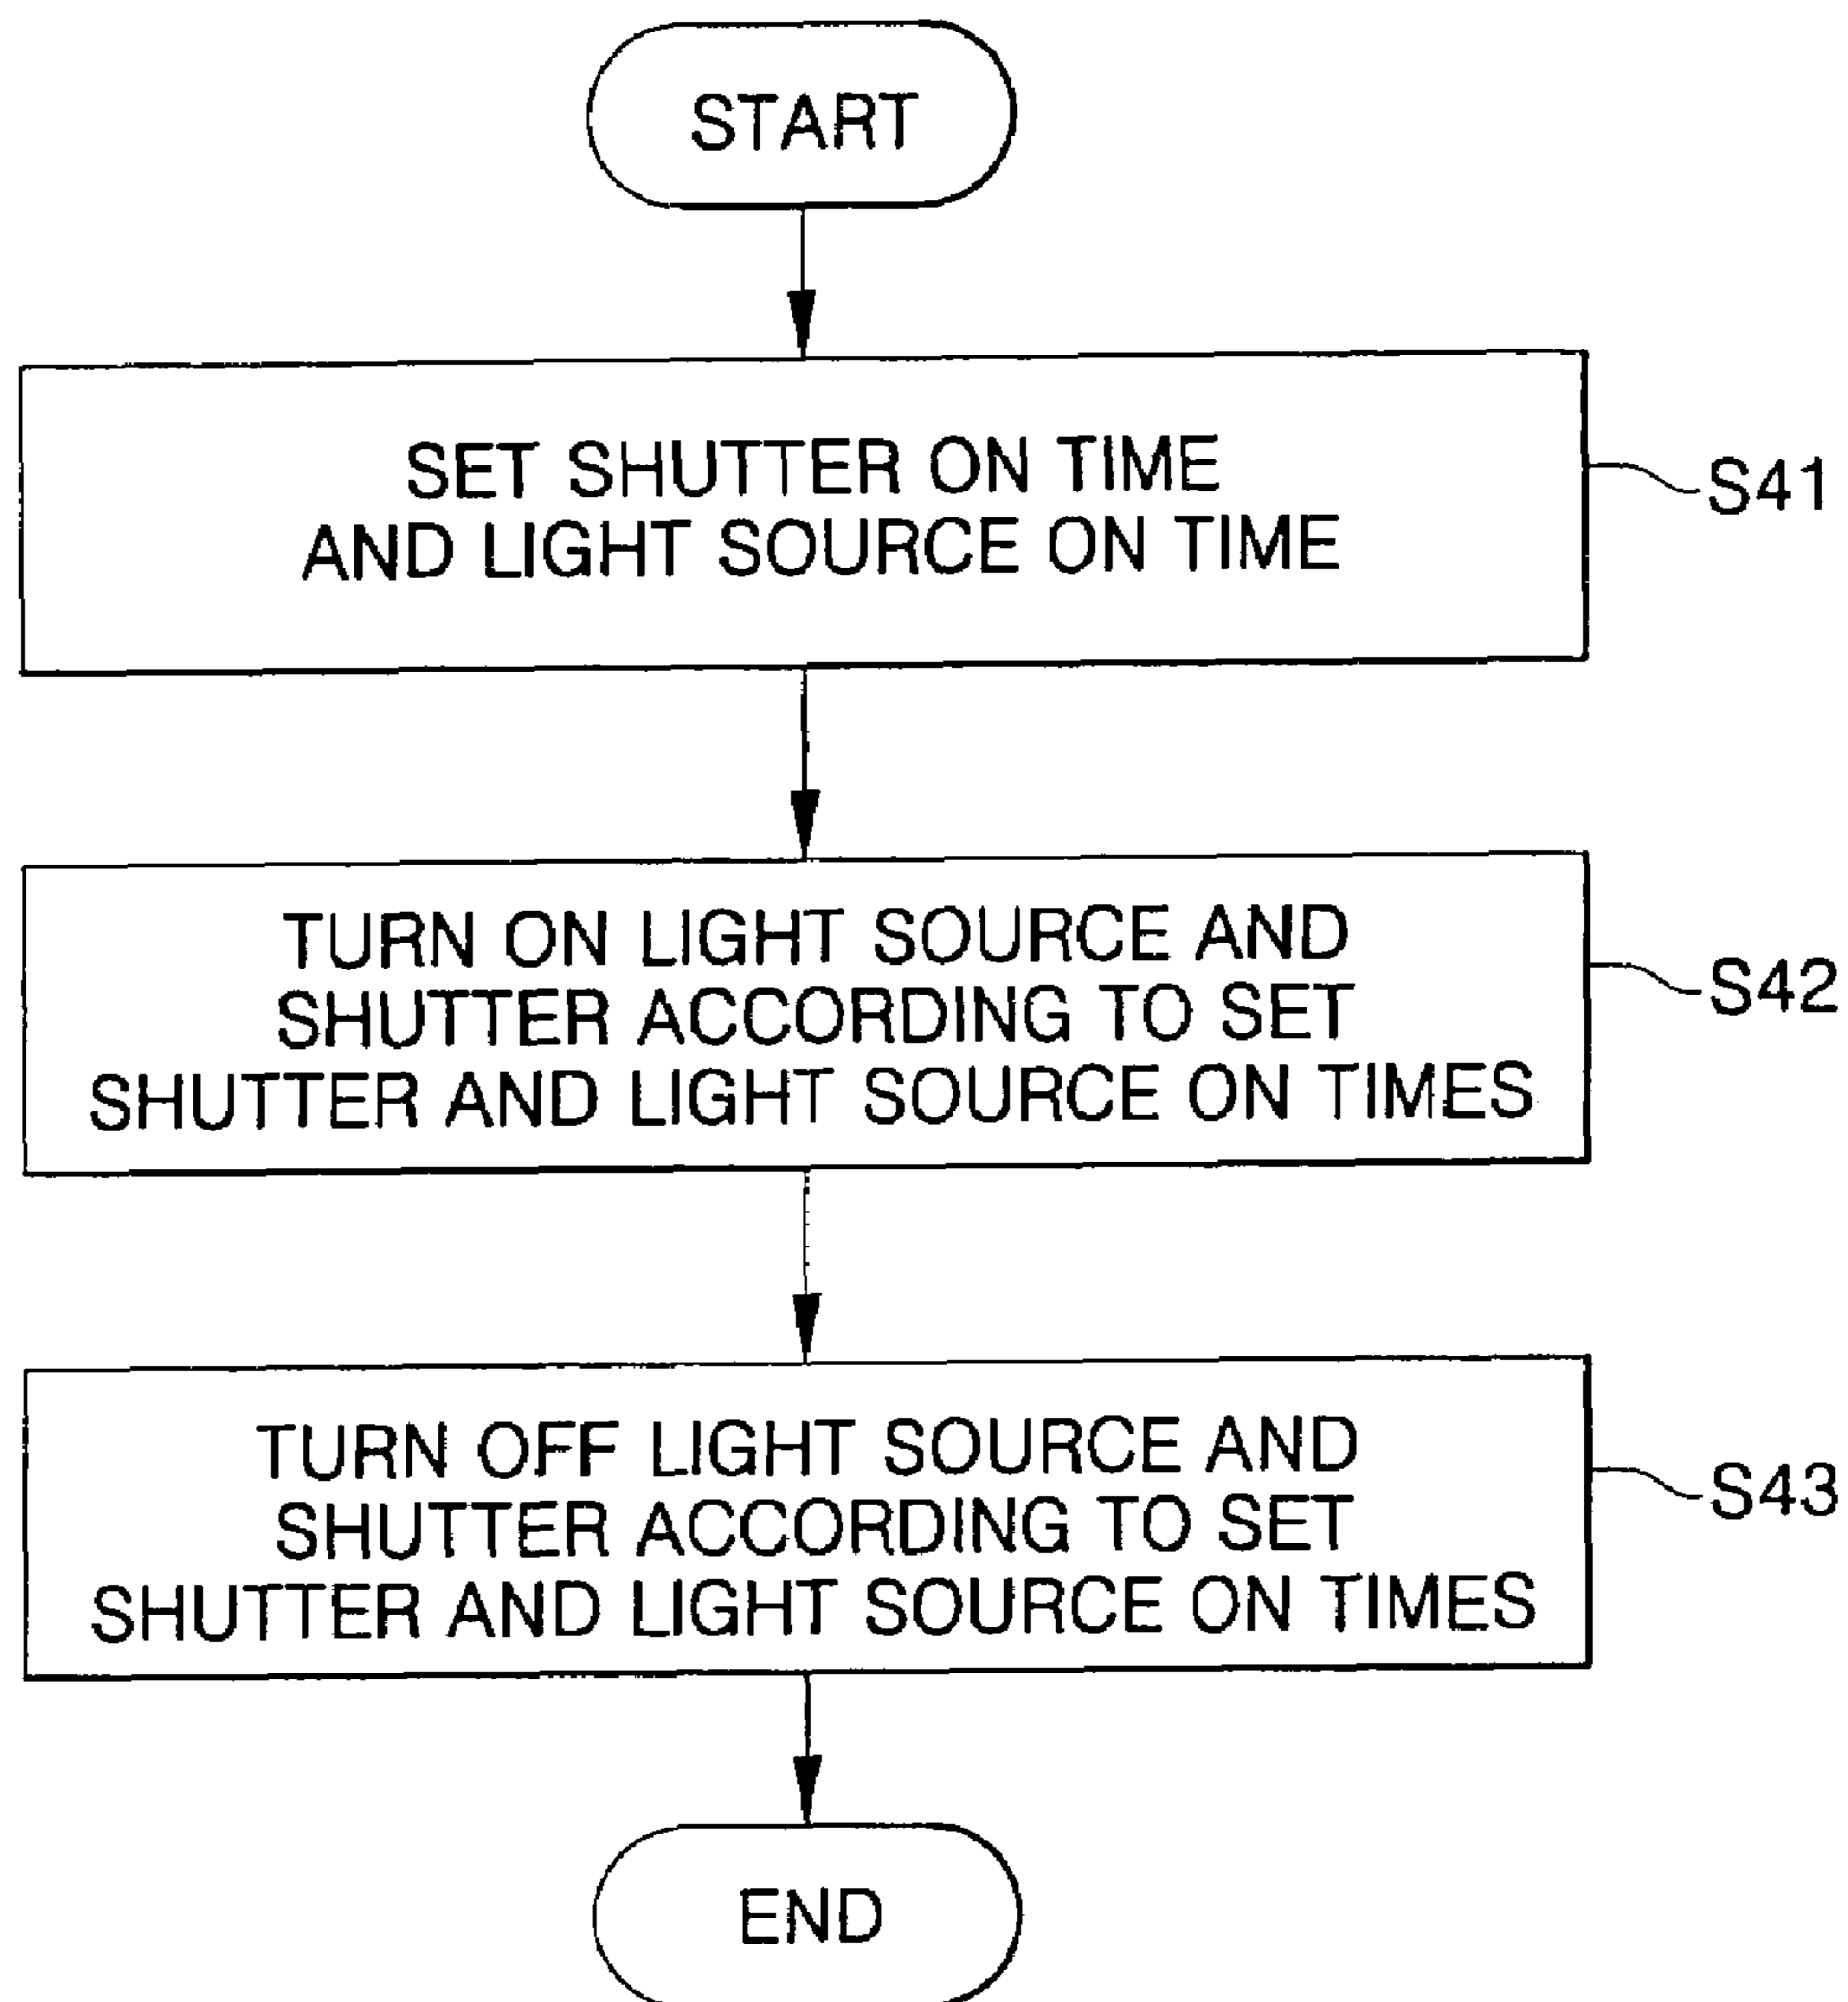 START
SET SHUTTER ON TIME
AND LIGHT SOURCE ON TIME
S41
TURN ON LIGHT SOURCE AND
SHUTTER ACCORDING TO SET
SHUTTER AND LIGHT SOURCE ON TIMES
S42
TURN OFF LIGHT SOURCE AND
SHUTTER ACCORDING TO SET
SHUTTER AND LIGHT SOURCE ON TIMES
S43
END